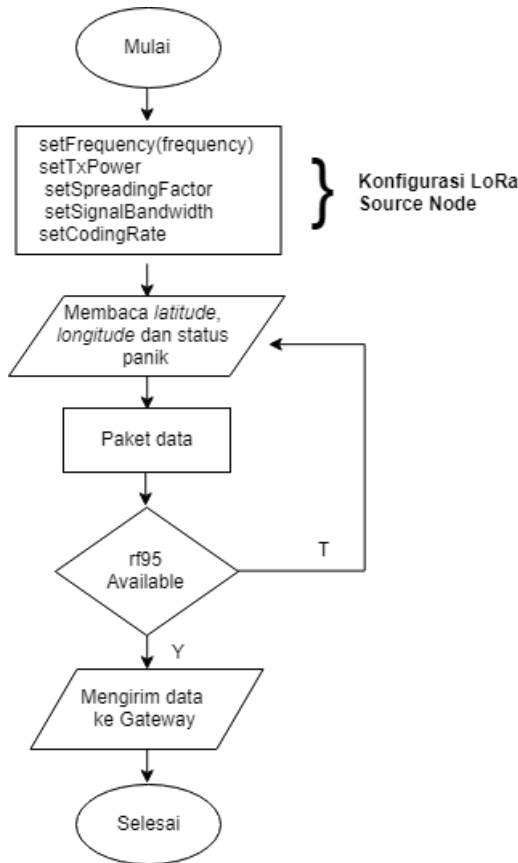 Mulai
setFrequency(frequency)
setTxPower
setSpreadingFactor
setSignalBandwidth
setCodingRate
}
Konfigurasi LoRa
Source Node
Membaca latitude,
longitude dan status
panik
Paket data
rf95
Available
T
Y
Mengirim data
ke Gateway
Selesai